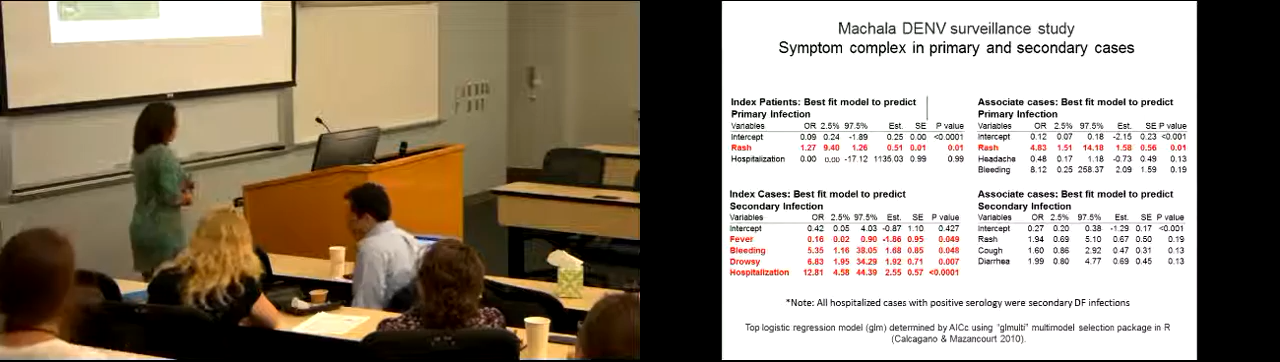 Machala DENV surveillance study
Symptom complex in primary and secondary cases
Index Patients: Best fit model to predict
Primary Infection
Variables OR 2.5% 97.5% Est. SE P value
Intercept 0.09 0.24 -1.89 0.25 0.00 <0.0001
Rash 1.27 9.40 1.26 0.51 0.01 0.01
Hospitalization 0.00 0.00 -17.12 1135.03 0.99 0.99
Associate cases: Best fit model to predict
Primary Infection
Variables OR 2.5% 97.5% Est. SE P value
Intercept 0.12 0.07 0.18 -2.15 0.23 <0.001
Rash 4.83 1.51 14.18 1.58 0.56 0.01
Headache 0.48 0.17 1.18 -0.73 0.49 0.13
Bleeding 8.12 0.25 258.37 2.09 1.59 0.19
Index Cases: Best fit model to predict
Secondary Infection
Variables OR 2.5% 97.5% Est. SE P value
Intercept 0.42 0.05 4.03 -0.87 1.10 0.427
Fever 0.16 0.02 0.90 -1.86 0.95 0.049
Bleeding 5.35 1.16 38.05 1.68 0.85 0.048
Drowsy 6.83 1.95 34.29 1.92 0.71 0.007
Hospitalization 12.81 4.58 44.39 2.55 0.57 <0.0001
Associate cases: Best fit model to predict
Secondary Infection
Variables OR 2.5% 97.5% Est. SE P value
Intercept 0.27 0.20 0.38 -1.29 0.17 <0.001
Rash 1.94 0.69 5.10 0.67 0.50 0.19
Cough 1.60 0.86 2.92 0.47 0.31 0.13
Diarrhea 1.99 0.80 4.77 0.69 0.45 0.13
*Note: All hospitalized cases with positive serology were secondary DF infections
Top logistic regression model (glm) determined by AICc using "glmulti" multimodel selection package in R
(Calcagano & Mazancourt 2010).